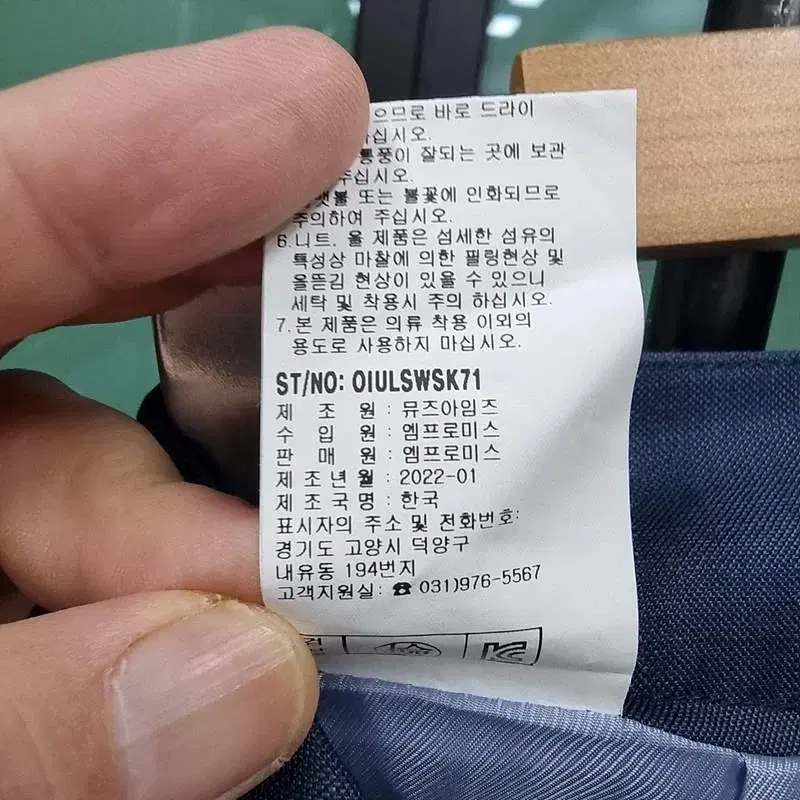 으므로 바로 드라이
하십시오.
통풍이 잘되는 곳에 보관
주십시오.
또는 불꽃에 인화되므로
주의하여 주십시오.
6.니트, 울 제품은 섬세한 섬유의
특성상 마찰에 의한 필링현상 및
올뜯김 현상이 있을 수 있으니
세탁 및 착용시 주의 하십시오.
7.본 제품은 의류 착용 이외의
용도로 사용하지 마십시오.
ST/NO: OIULSWSK71
제 조 원 : 뮤즈아임즈
수 입 원 : 엠프로미스
판 매 원 : 엠프로미스
제 조 년 월 : 2022-01
제 조 국 명 : 한국
표시자의 주소 및 전화번호:
경기도 고양시 덕양구
내유동 194번지
고객지원실: ☎ 031)976-5567